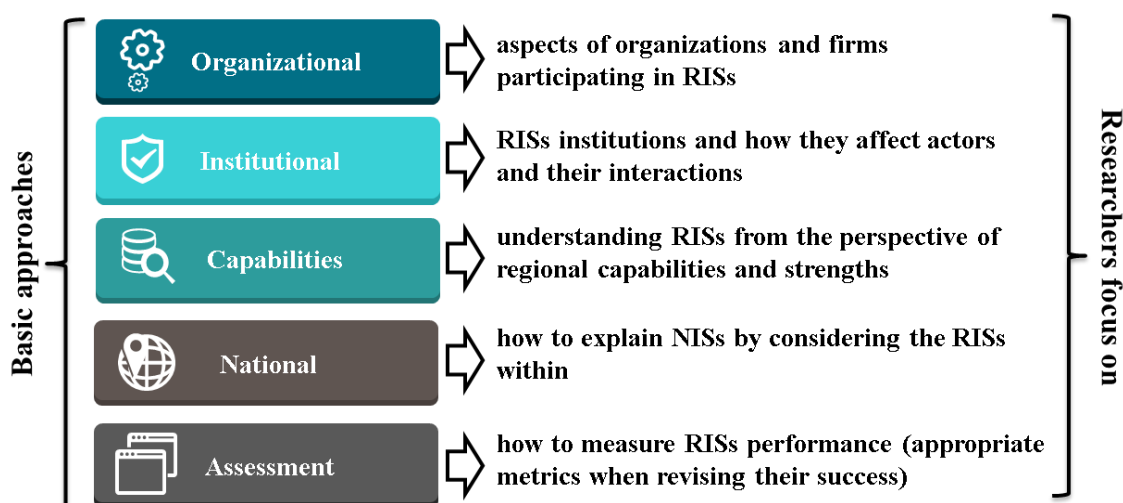 Basic approaches
Organizational
aspects of organizations and firms
participating in RISs
Institutional
RISs institutions and how they affect actors
and their interactions
Capabilities
understanding RISs from the perspective of
regional capabilities and strengths
National
how to explain NISs by considering the RISs
within
Assessment
how to measure RISs performance (appropriate
metrics when revising their success)
Researchers focus on